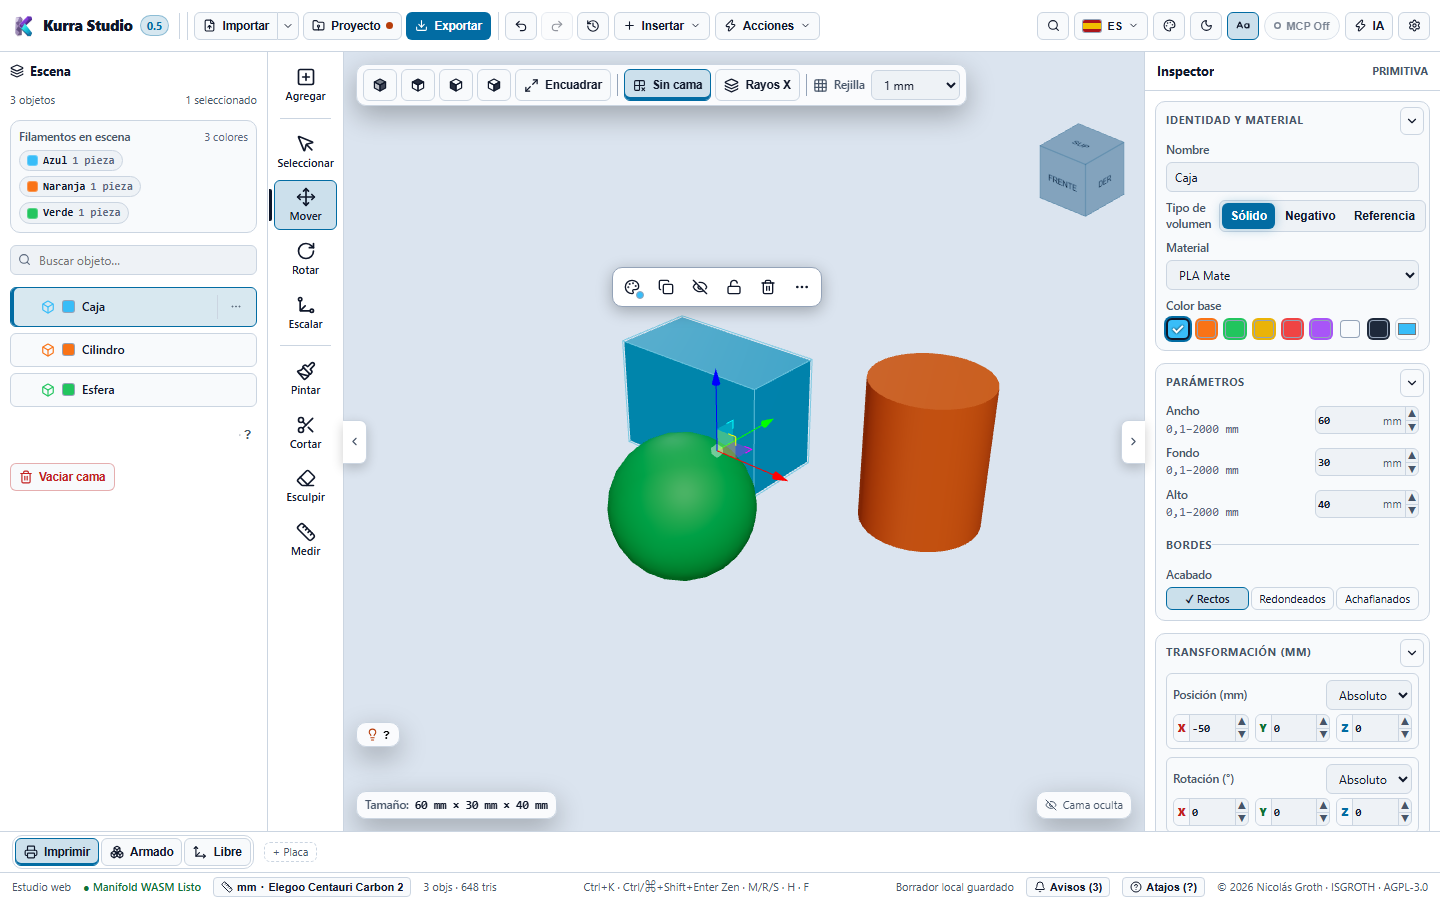 Kurra Studio 0.5 Importar Proyecto Exportar Insertar Acciones ES Aa MCP Off IA
Escena
3 objetos 1 seleccionado
Filamentos en escena 3 colores
Azul 1 pieza
Naranja 1 pieza
Verde 1 pieza
Buscar objeto...
Caja
Cilindro
Esfera
?
Vaciar cama
Agregar
Seleccionar
Mover
Rotar
Escalar
Pintar
Cortar
Esculpir
Medir
Encuadrar Sin cama Rayos X Rejilla 1 mm
SUP
FRENTE DER
?
Tamaño: 60 mm × 30 mm × 40 mm
Cama oculta
Inspector PRIMITIVA
IDENTIDAD Y MATERIAL
Nombre
Caja
Tipo de volumen Sólido Negativo Referencia
Material
PLA Mate
Color base
PARÁMETROS
Ancho
0,1–2000 mm 60 mm
Fondo
0,1–2000 mm 30 mm
Alto
0,1–2000 mm 40 mm
BORDES
Acabado
✓ Rectos Redondeados Achaflanados
TRANSFORMACIÓN (MM)
Posición (mm) Absoluto
X -50 Y 0 Z 0
Rotación (°) Absoluto
X 0 Y 0 Z 0
Imprimir Armado Libre + Placa
Estudio web ● Manifold WASM Listo mm · Elegoo Centauri Carbon 2 3 objs · 648 tris Ctrl+K · Ctrl/⌘+Shift+Enter Zen · M/R/S · H · F Borrador local guardado Avisos (3) Atajos (?) © 2026 Nicolás Groth · ISGROTH · AGPL-3.0